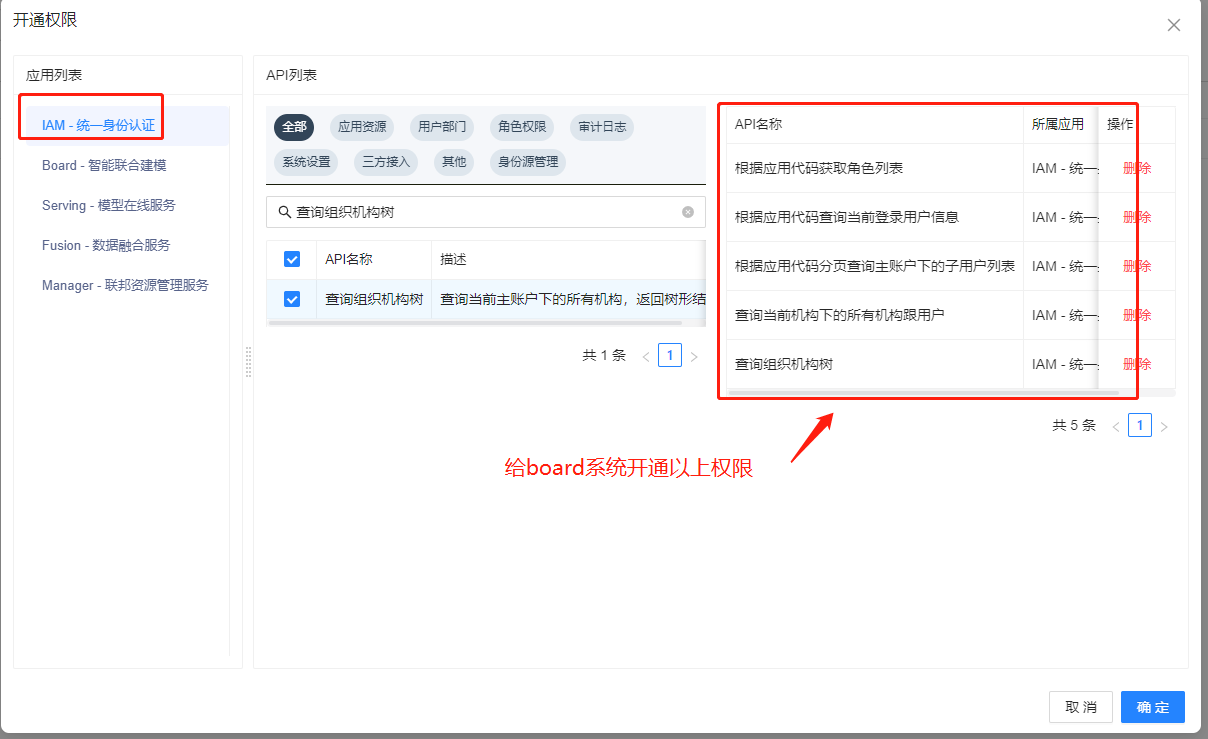 开通权限
应用列表
IAM - 统一身份认证
Board - 智能联合建模
Serving - 模型在线服务
Fusion - 数据融合服务
Manager - 联邦资源管理服务
API列表
全部 应用资源 用户部门 角色权限 审计日志
系统设置 三方接入 其他 身份源管理
查询组织机构树
API名称 描述
查询组织机构树 查询当前主账户下的所有机构，返回树形结
共 1 条 < 1 >
API名称 所属应用 操作
根据应用代码获取角色列表 IAM - 统一 删除
根据应用代码查询当前登录用户信息 IAM - 统一 删除
根据应用代码分页查询主账户下的子用户列表 IAM - 统一 删除
查询当前机构下的所有机构跟用户 IAM - 统一 删除
查询组织机构树 IAM - 统一 删除
共 5 条 < 1 >
给board系统开通以上权限
取 消 确 定